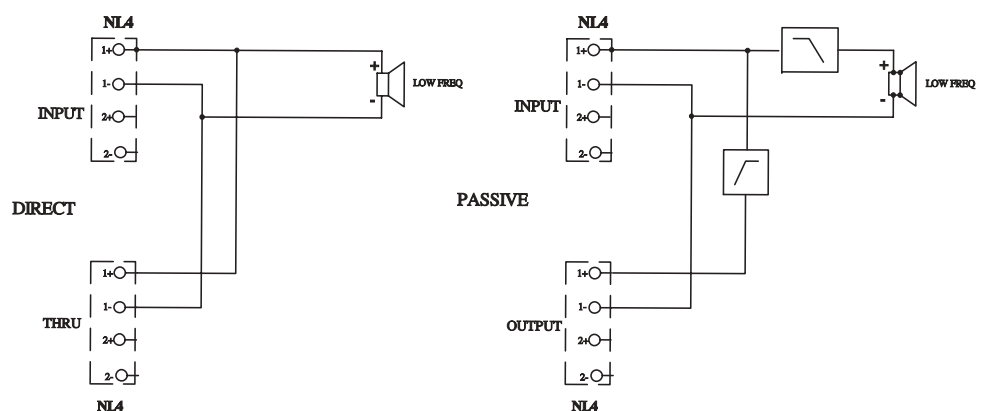 NL4
1+
+
1-
LOW FREQ
-
INPUT
2+
2-
DIRECT
1+
1-
THRU
2+
2-
NL4
NL4
1+
+
1-
LOW FREQ
-
INPUT
2+
2-
PASSIVE
1+
1-
OUTPUT
2+
2-
NL4